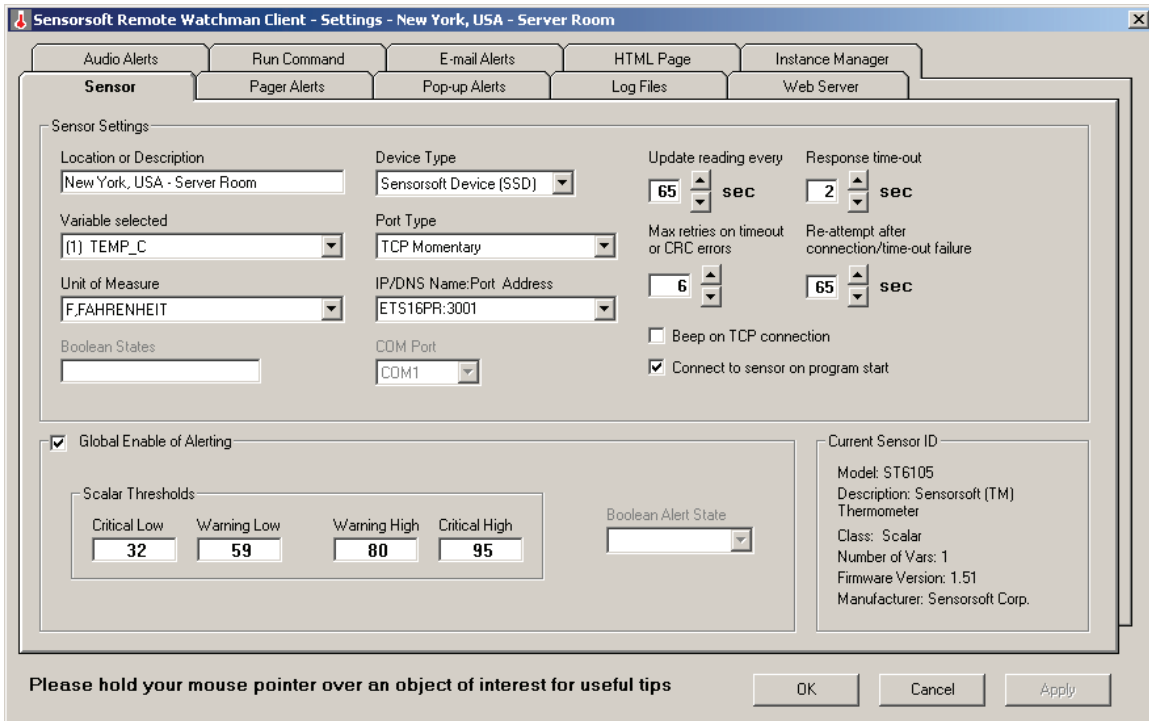 Sensorsoft Remote Watchman Client - Settings - New York, USA - Server Room
Audio Alerts
Run Command
E-mail Alerts
HTML Page
Instance Manager
Sensor
Pager Alerts
Pop-up Alerts
Log Files
Web Server
Sensor Settings
Location or Description
New York, USA - Server Room
Variable selected
(1) TEMP_C
Unit of Measure
F,FAHRENHEIT
Boolean States
Device Type
Sensorsoft Device (SSD)
Port Type
TCP Momentary
IP/DNS Name:Port Address
ETS16PR:3001
COM Port
COM1
Update reading every
65 sec
Response time-out
2 sec
Max retries on timeout
or CRC errors
6
Re-attempt after
connection/time-out failure
65 sec
Beep on TCP connection
Connect to sensor on program start
Global Enable of Alerting
Scalar Thresholds
Critical Low
32
Warning Low
59
Warning High
80
Critical High
95
Boolean Alert State
Current Sensor ID
Model: ST6105
Description: Sensorsoft (TM)
Thermometer
Class: Scalar
Number of Vars: 1
Firmware Version: 1.51
Manufacturer: Sensorsoft Corp.
Please hold your mouse pointer over an object of interest for useful tips
OK
Cancel
Apply